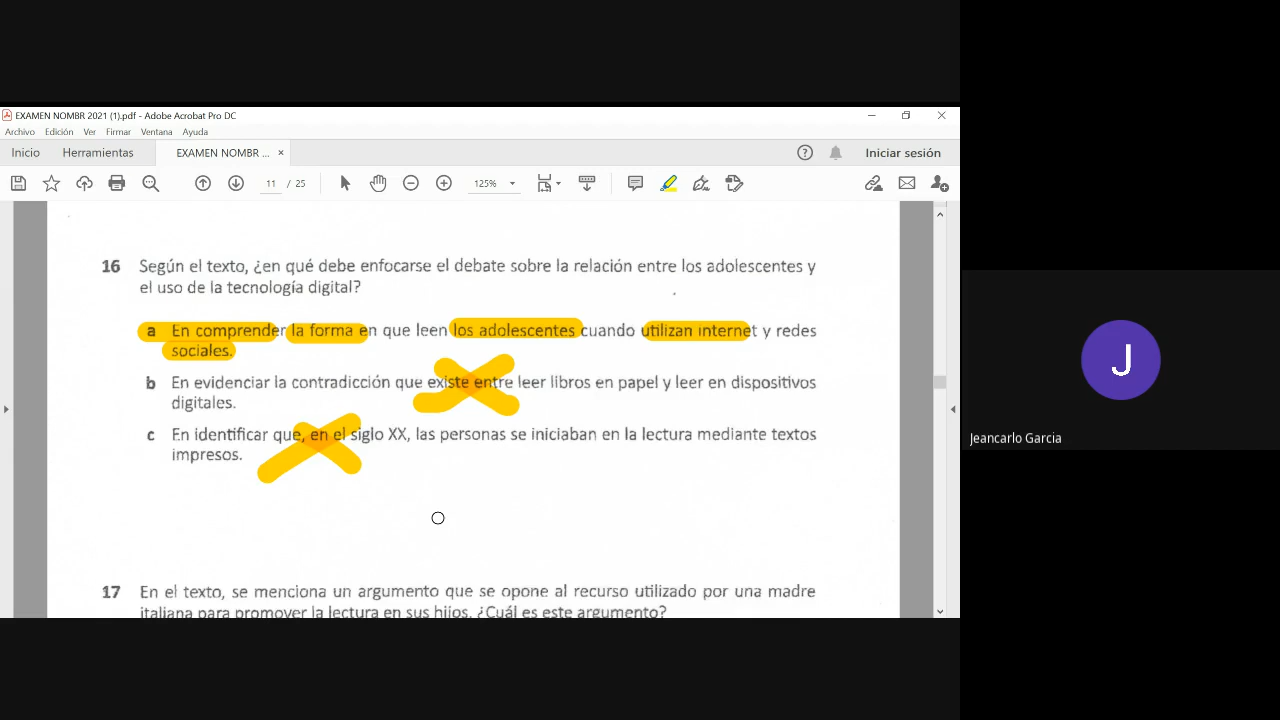 EXAMEN NOMBR 2021 (1).pdf - Adobe Acrobat Pro DC
Archivo Edición Ver Firmar Ventana Ayuda
Inicio Herramientas EXAMEN NOMBR ... × Iniciar sesión
11 / 25 125%
16 Según el texto, ¿en qué debe enfocarse el debate sobre la relación entre los adolescentes y
el uso de la tecnología digital?
a En comprender la forma en que leen los adolescentes cuando utilizan internet y redes
sociales.
b En evidenciar la contradicción que existe entre leer libros en papel y leer en dispositivos
digitales.
c En identificar que, en el siglo XX, las personas se iniciaban en la lectura mediante textos
impresos.
17 En el texto, se menciona un argumento que se opone al recurso utilizado por una madre
italiana para promover la lectura en sus hijos. ¿Cuál es este argumento?
J
Jeancarlo Garcia